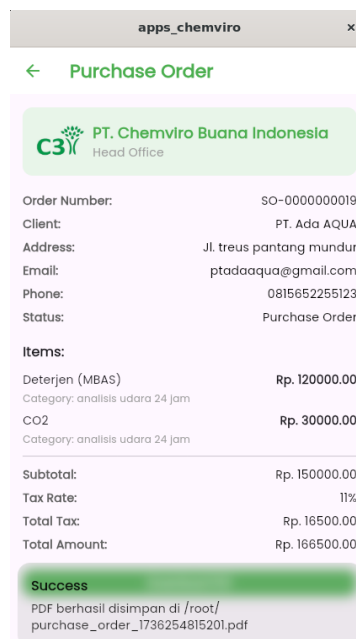 apps_chemviro ×
← Purchase Order
C3 PT. Chemviro Buana Indonesia
Head Office
Order Number: SO-0000000019
Client: PT. Ada AQUA
Address: Jl. treus pantang mundur
Email: ptadaaqua@gmail.com
Phone: 0815652255123
Status: Purchase Order
Items:
Deterjen (MBAS) Rp. 120000.00
Category: analisis udara 24 jam
CO2 Rp. 30000.00
Category: analisis udara 24 jam
Subtotal: Rp. 150000.00
Tax Rate: 11%
Total Tax: Rp. 16500.00
Total Amount: Rp. 166500.00
Success
PDF berhasil disimpan di /root/
purchase_order_1736254815201.pdf